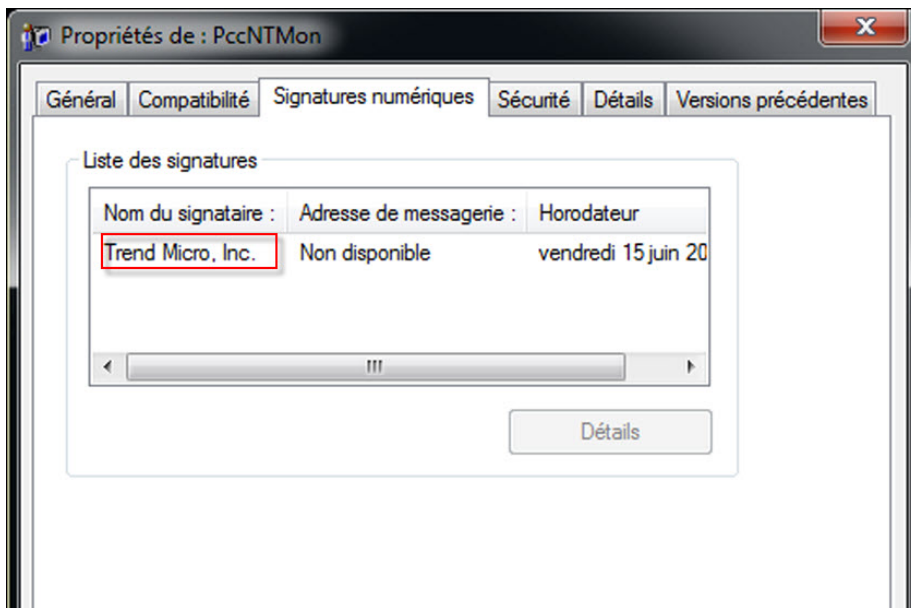 Propriétés de : PccNTMon
Général Compatibilité Signatures numériques Sécurité Détails Versions précédentes
Liste des signatures
Nom du signataire : Adresse de messagerie : Horodateur
Trend Micro, Inc. Non disponible vendredi 15 juin 20
Détails